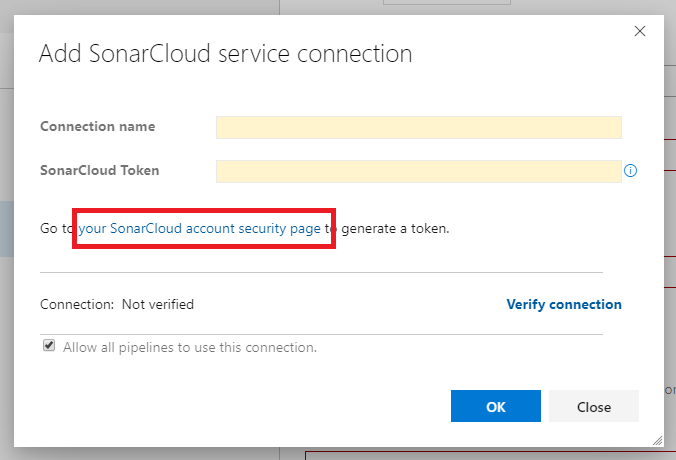 Add SonarCloud service connection
Connection name
SonarCloud Token
Go to your SonarCloud account security page to generate a token.
Connection: Not verified
Verify connection
Allow all pipelines to use this connection.
OK
Close